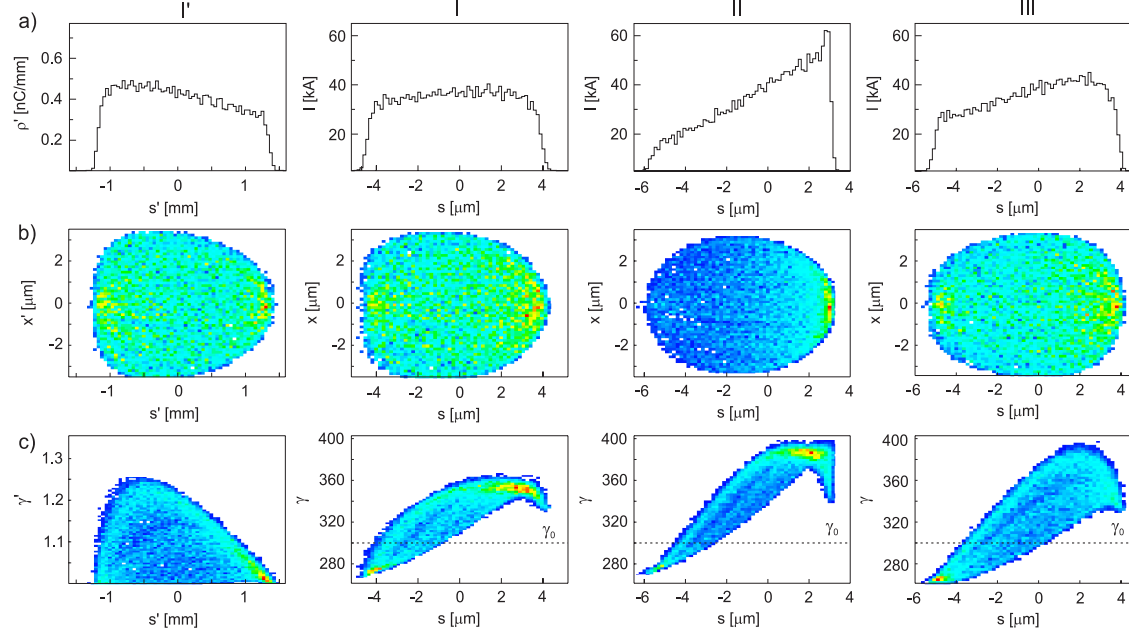 I' I II III
a)
ρ' [nC/mm] 0.6 0.4 0.2
-1 0 1
s' [mm]
I [kA] 60 40 20
-4 -2 0 2 4
s [μm]
I [kA] 60 40 20
-6 -4 -2 0 2 4
s [μm]
I [kA] 60 40 20
-6 -4 -2 0 2 4
s [μm]
b)
x' [μm] 2 0 -2
-1 0 1
s' [mm]
x [μm] 2 0 -2
-4 -2 0 2 4
s [μm]
x [μm] 2 0 -2
-6 -4 -2 0 2 4
s [μm]
x [μm] 2 0 -2
-6 -4 -2 0 2 4
s [μm]
c)
γ' 1.3 1.2 1.1
-1 0 1
s' [mm]
γ 400 360 320 280
γ0
-4 -2 0 2 4
s [μm]
γ 400 360 320 280
γ0
-6 -4 -2 0 2 4
s [μm]
γ 400 360 320 280
γ0
-6 -4 -2 0 2 4
s [μm]